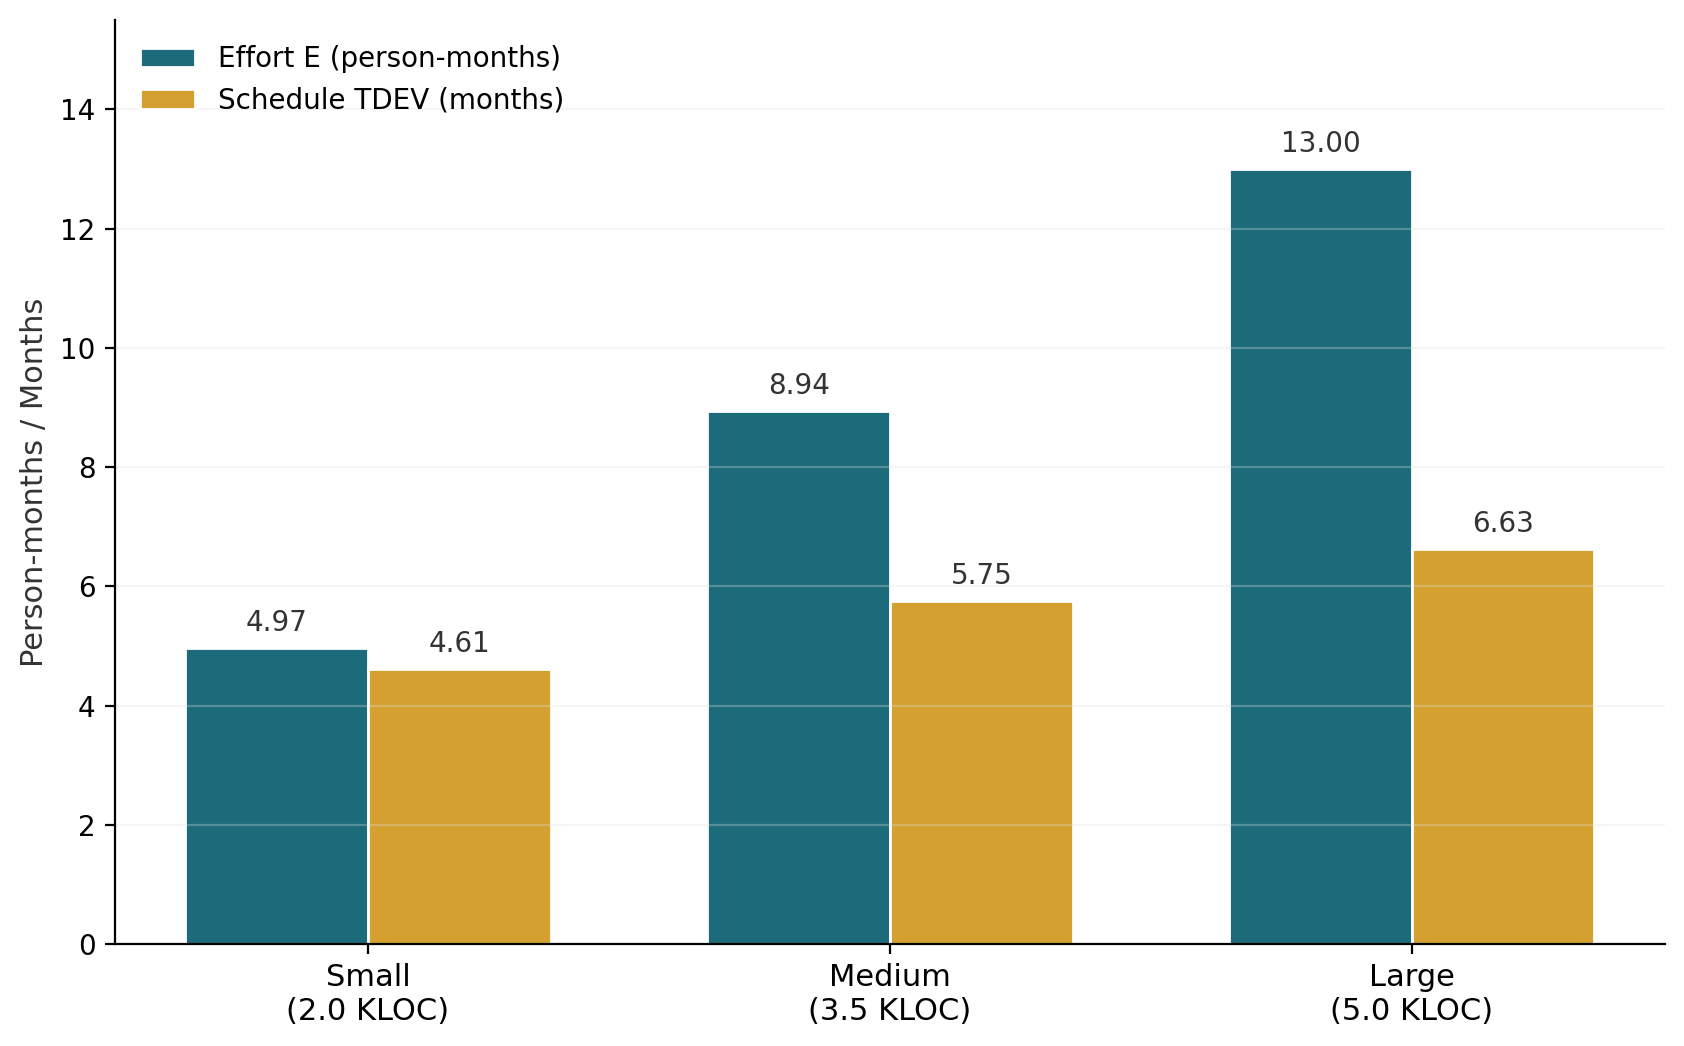 Effort E (person-months)
Schedule TDEV (months)
Person-months / Months
14
12
10
8
6
4
2
0
4.97
4.61
8.94
5.75
13.00
6.63
Small
(2.0 KLOC)
Medium
(3.5 KLOC)
Large
(5.0 KLOC)